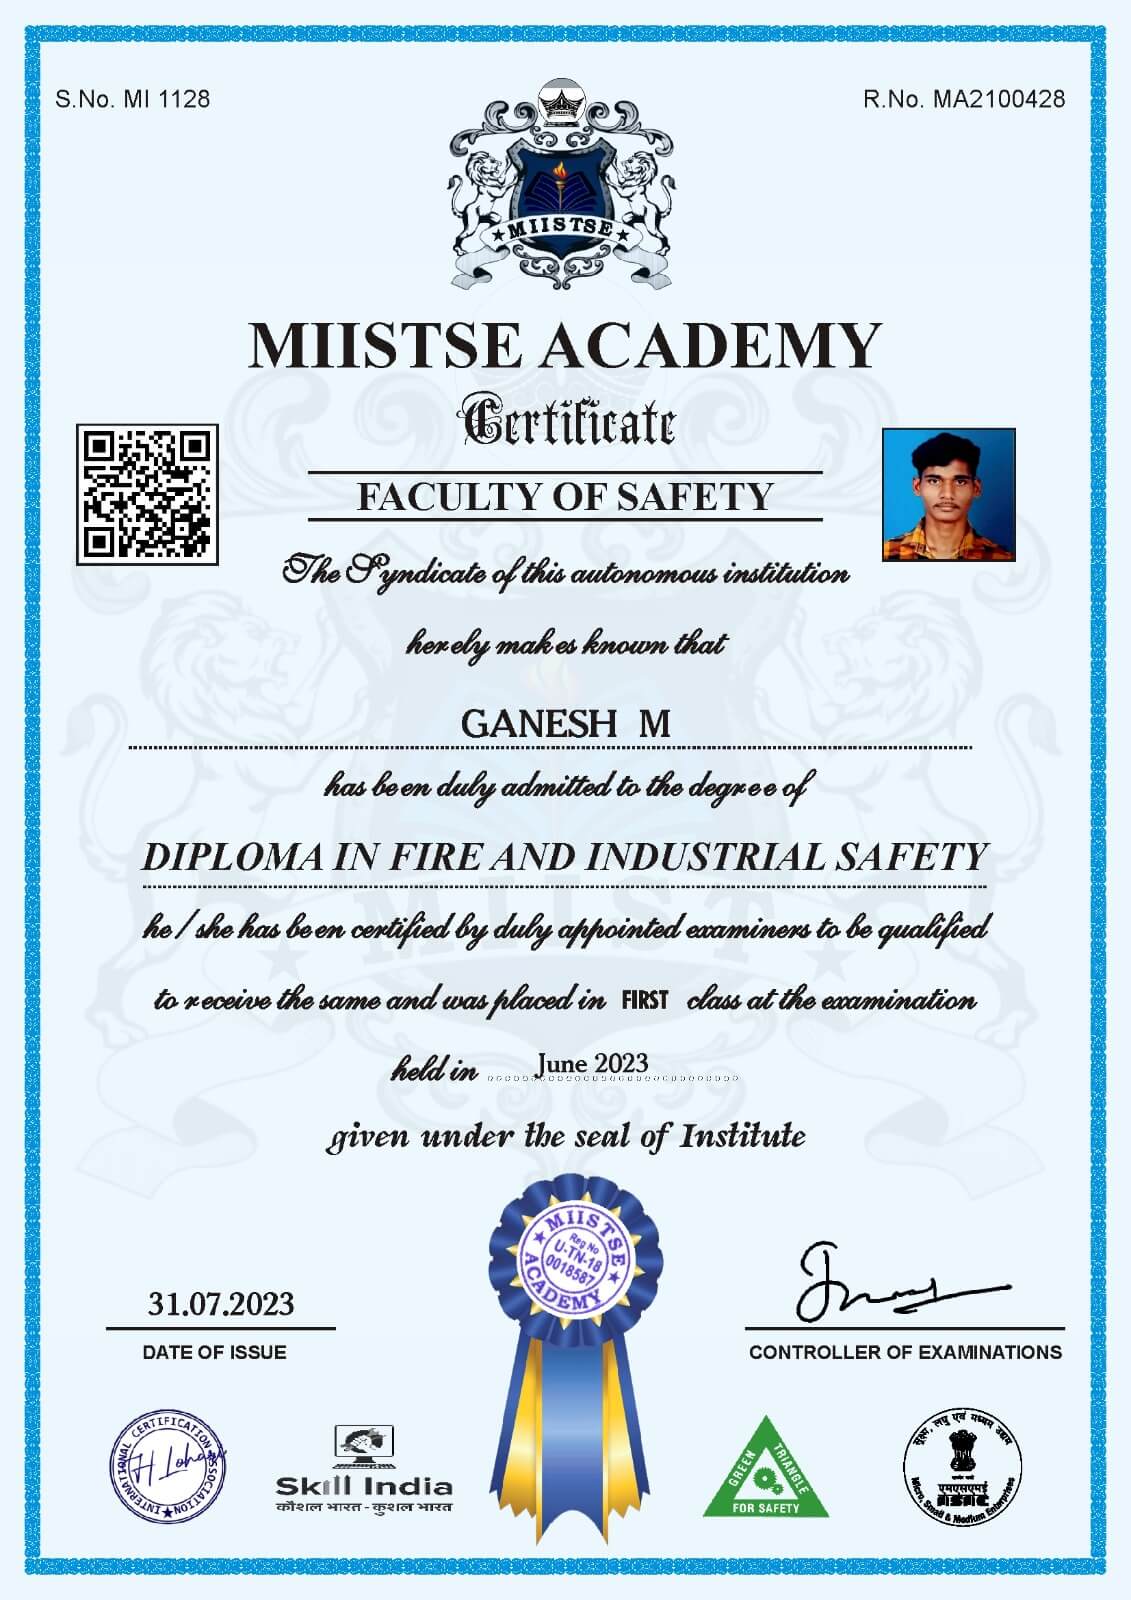 S.No. MI 1128
R.No. MA2100428
MIISTSE
MIISTSE ACADEMY
Certificate
FACULTY OF SAFETY
The Syndicate of this autonomous institution
herely makes known that
GANESH M
has been duly admitted to the degree of
DIPLOMA IN FIRE AND INDUSTRIAL SAFETY
he / she has been certified by duly appointed examiners to be qualified
to receive the same and was placed in FIRST class at the examination
held in June 2023
given under the seal of Institute
MIISTSE ACADEMY
Reg No
U-TN-18
0018587
31.07.2023
DATE OF ISSUE
CONTROLLER OF EXAMINATIONS
INTERNATIONAL CERTIFICATION ASSOCIATION
Skill India
कौशल भारत - कुशल भारत
GREEN TRIANGLE
FOR SAFETY
सूक्ष्म, लघु एवं मध्यम उद्यम
एमएसएमई
MSME
Micro, Small & Medium Enterprises